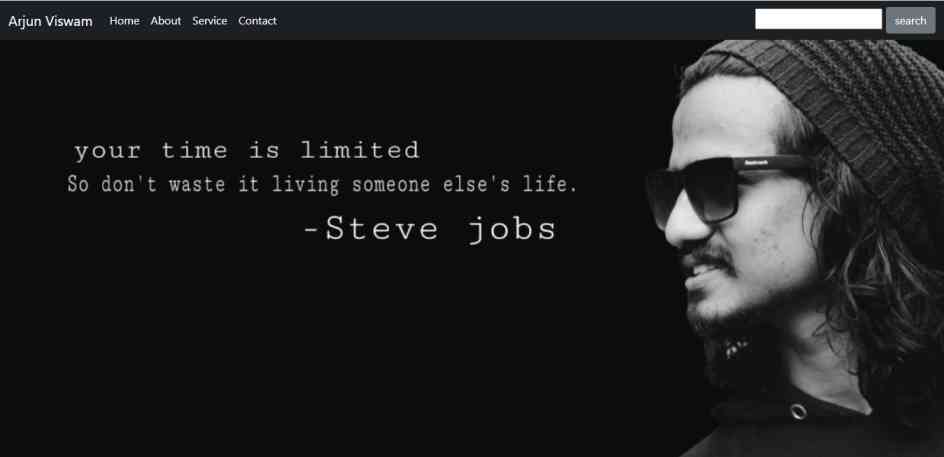 Arjun Viswam Home About Service Contact search
your time is limited
So don't waste it living someone else's life.
-Steve jobs